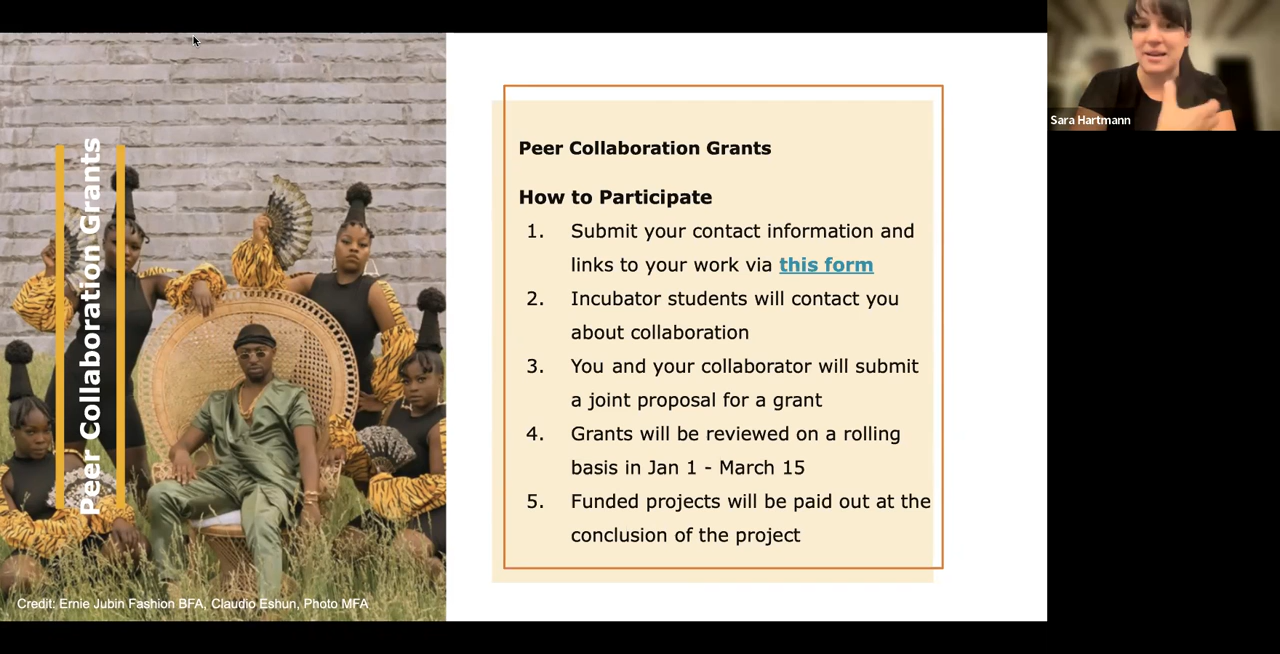 Peer Collaboration Grants
Peer Collaboration Grants
How to Participate
1. Submit your contact information and
links to your work via this form
2. Incubator students will contact you
about collaboration
3. You and your collaborator will submit
a joint proposal for a grant
4. Grants will be reviewed on a rolling
basis in Jan 1 - March 15
5. Funded projects will be paid out at the
conclusion of the project
Credit: Ernie Jubin Fashion BFA, Claudio Eshun, Photo MFA
Sara Hartmann